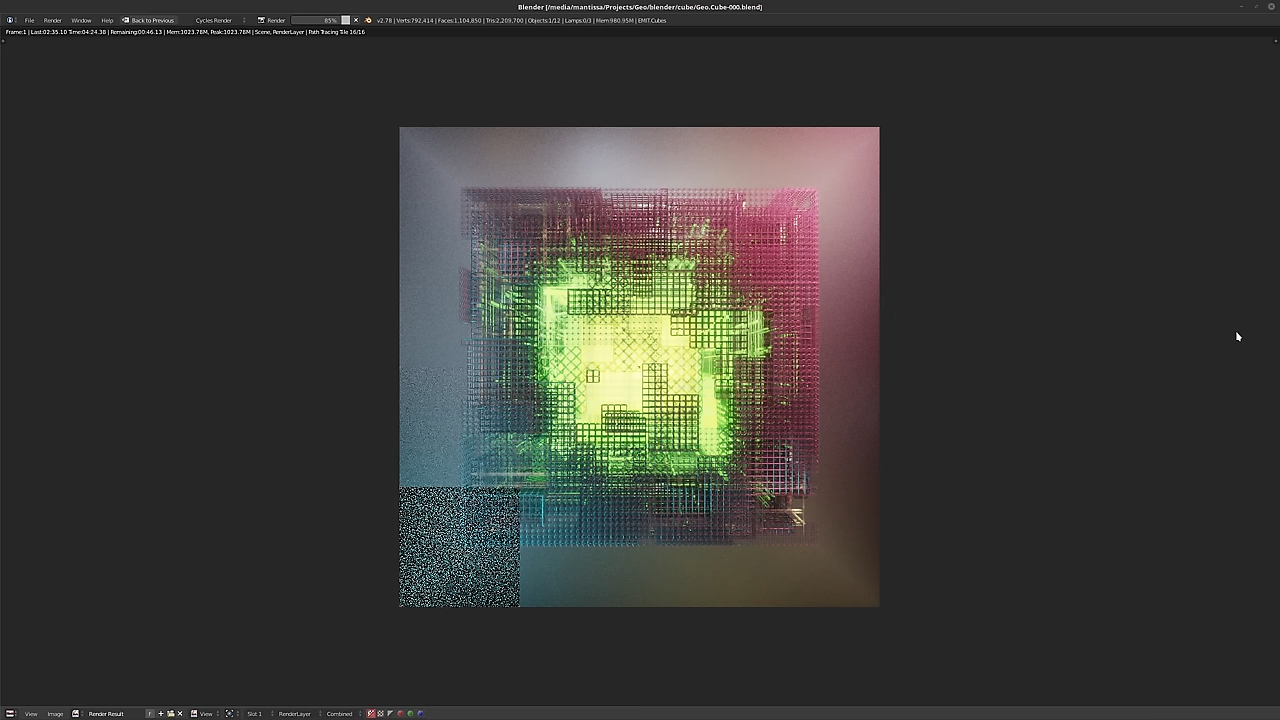 Blender [/media/mantissa/Projects/Geo/blender/cube/Geo.Cube-000.blend]
File Render Window Help Back to Previous Cycles Render Render 85% v2.78 | Verts:792,414 | Faces:1,104,850 | Tris:2,209,700 | Objects:1/12 | Lamps:0/3 | Mem:980.95M | EMIT.Cubes
Frame:1 | Last:02:35.10 Time:04:24.38 | Remaining:00:46.13 | Mem:1023.78M, Peak:1023.78M | Scene, RenderLayer | Path Tracing Tile 16/16
View Image Render Result F View Slot 1 RenderLayer Combined